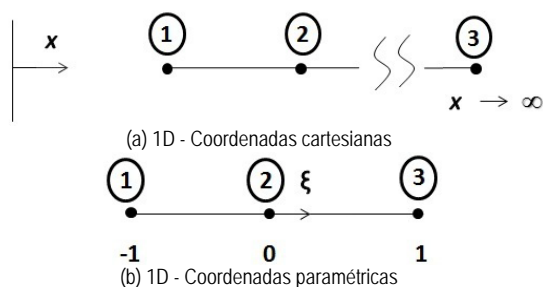 x
1 2 3
x → ∞
(a) 1D - Coordenadas cartesianas
1 2 ξ 3
-1 0 1
(b) 1D - Coordenadas paramétricas